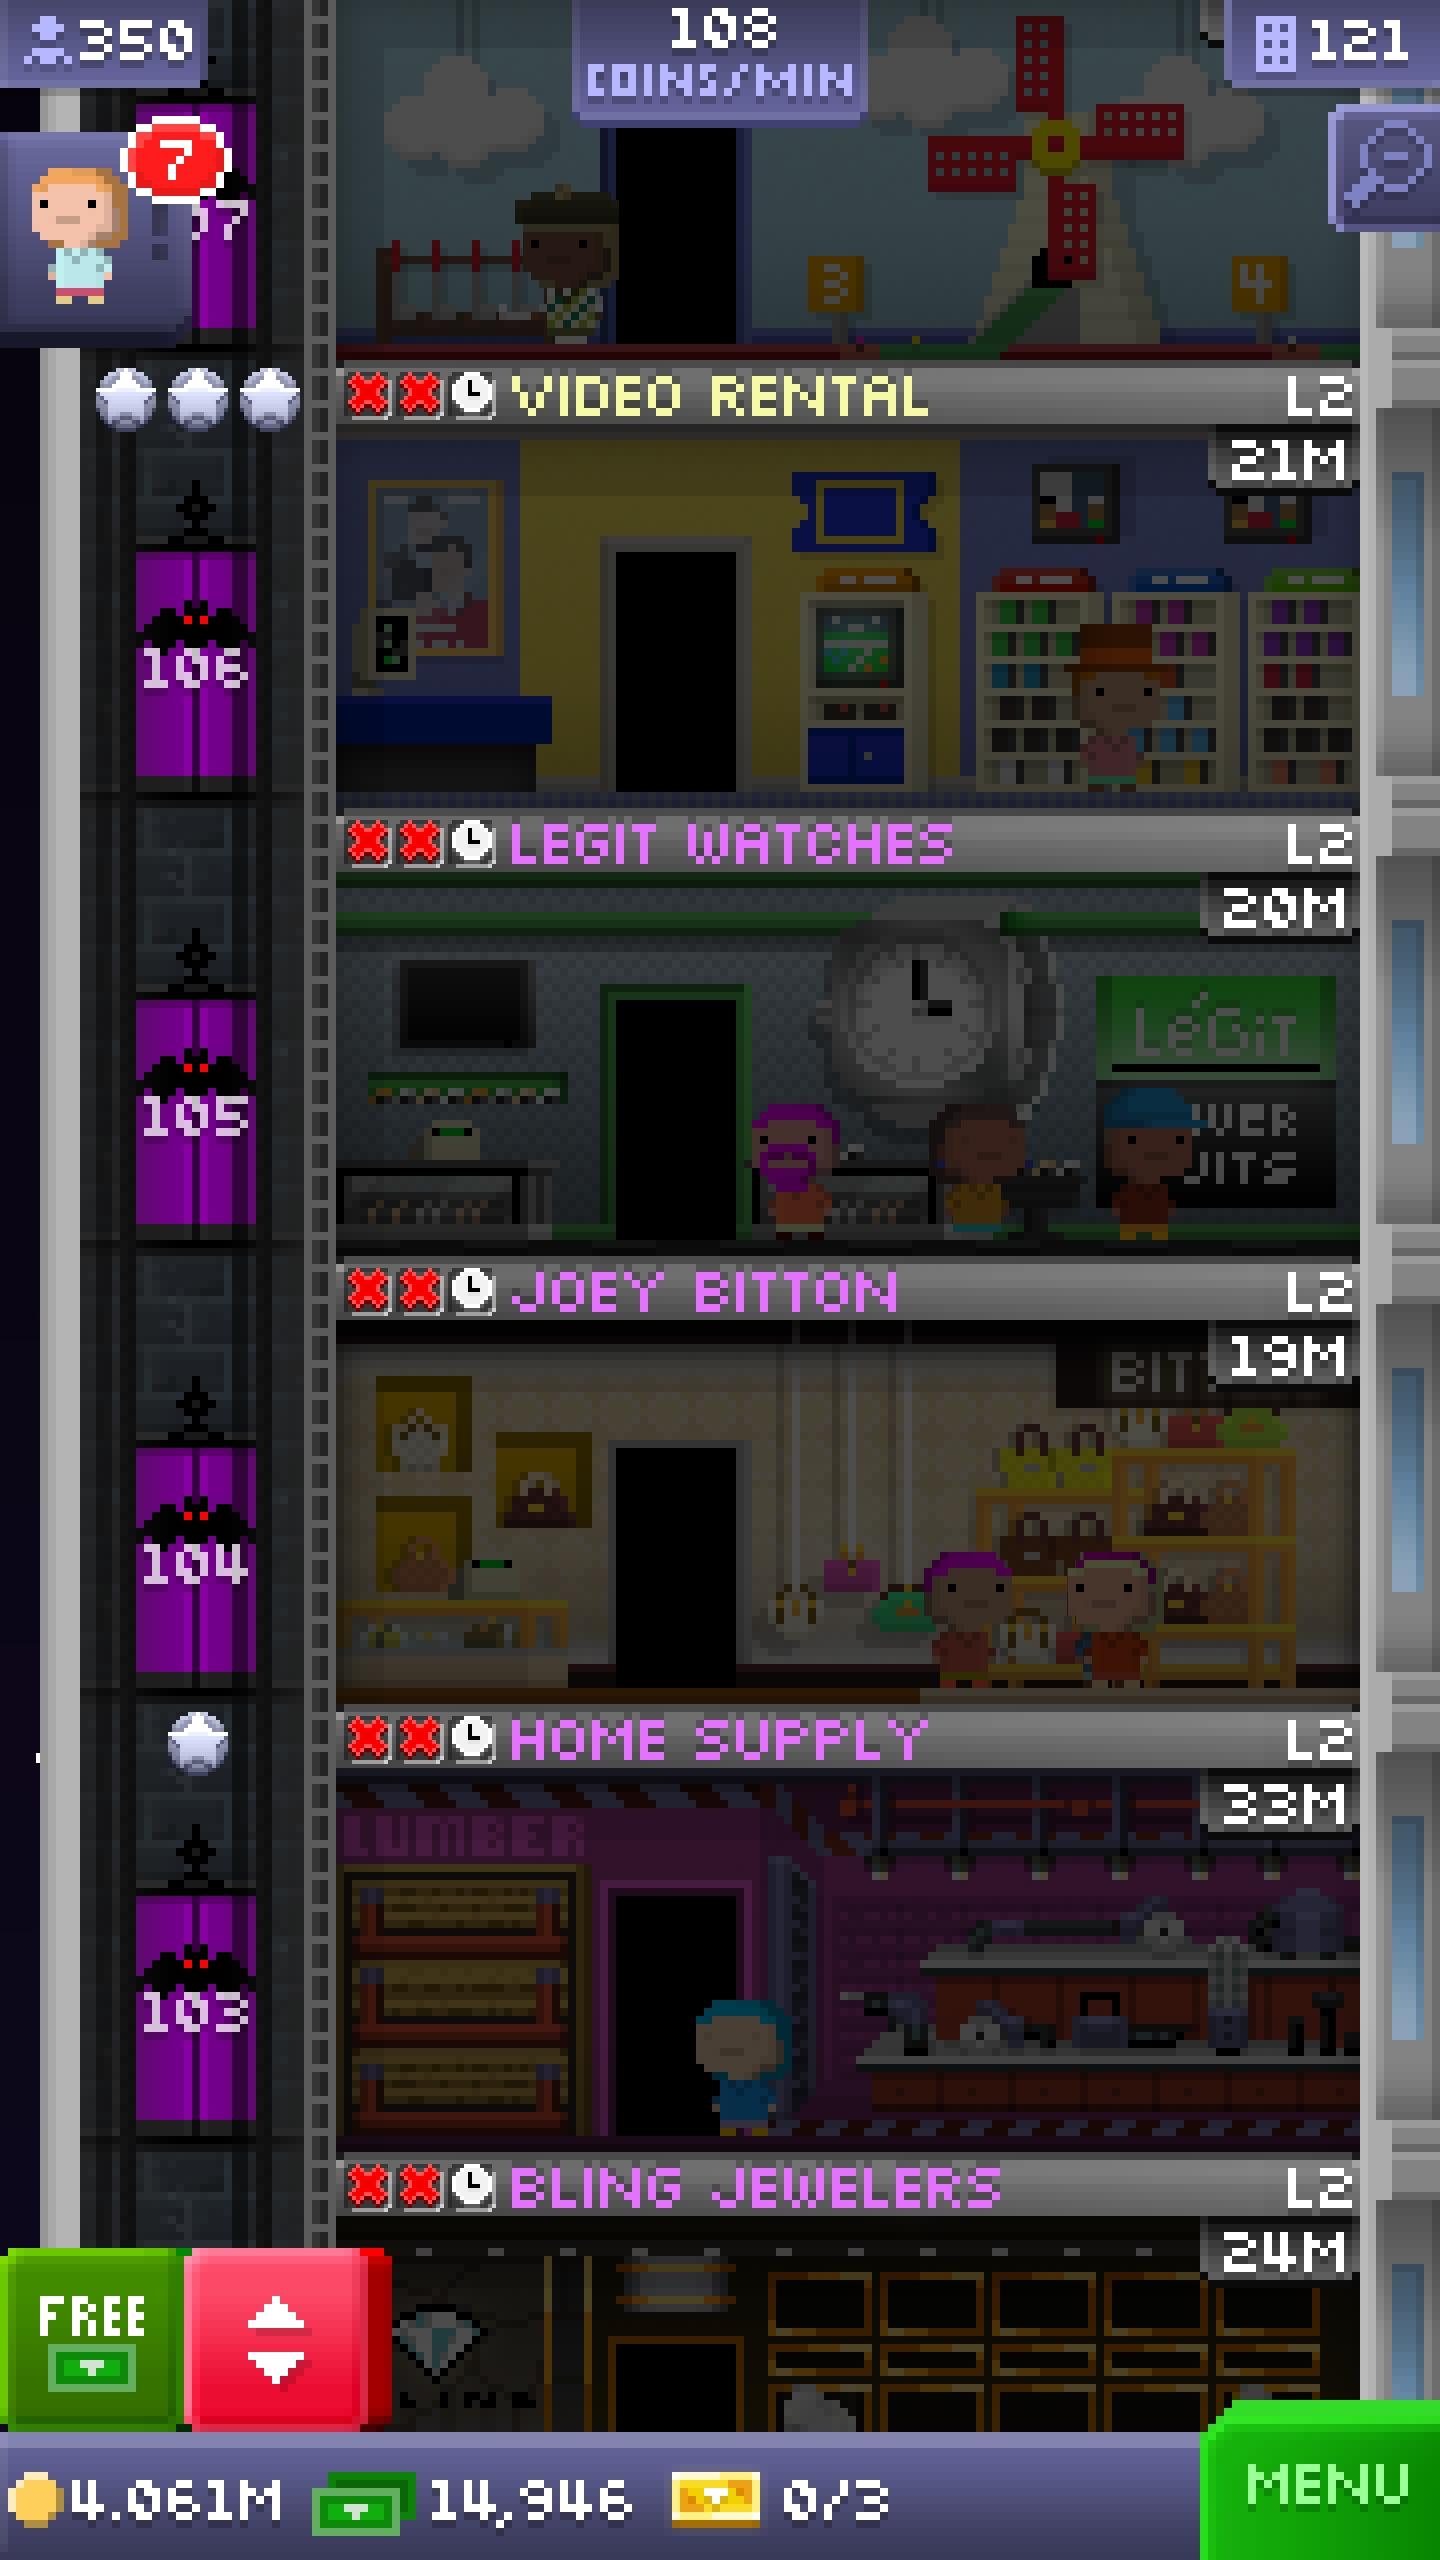 350
108
COINS/MIN
121
7
07
3
4
VIDEO RENTAL
L2
21M
106
LEGIT WATCHES
L2
20M
LéGiT
105
JOEY BITTON
L2
19M
104
HOME SUPPLY
L2
33M
LUMBER
103
BLING JEWELERS
L2
24M
FREE
4.061M
14,946
0/3
MENU